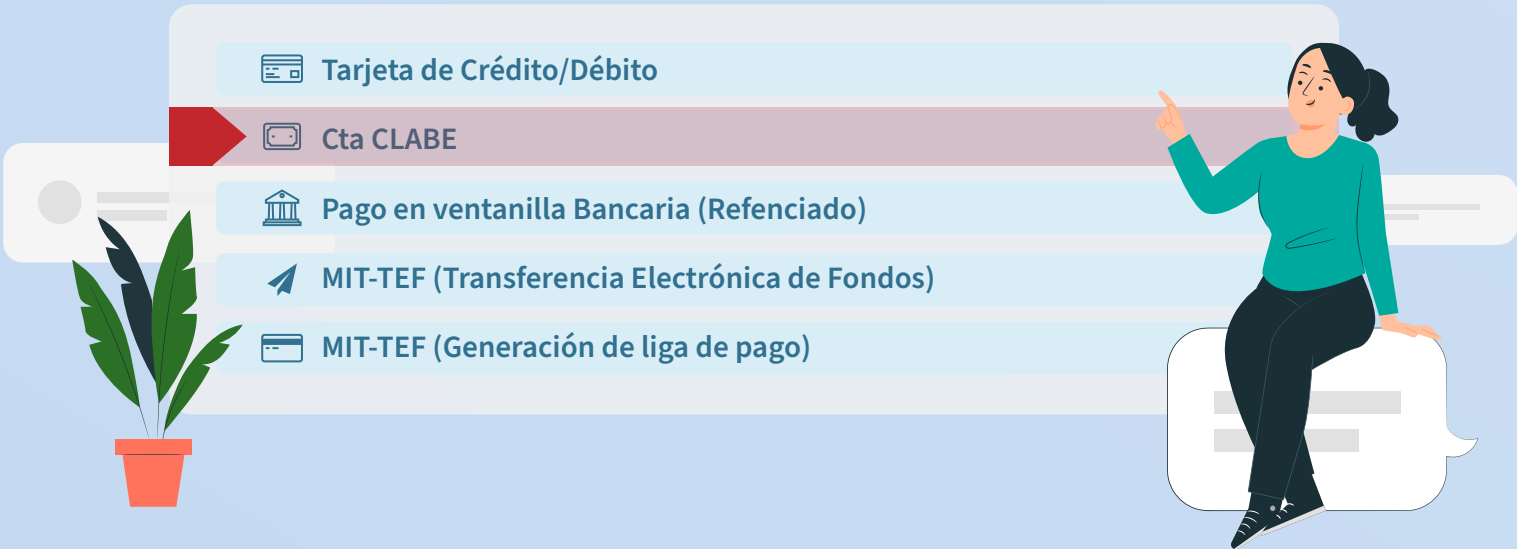 Tarjeta de Crédito/Débito
Cta CLABE
Pago en ventanilla Bancaria (Refenciado)
MIT-TEF (Transferencia Electrónica de Fondos)
MIT-TEF (Generación de liga de pago)